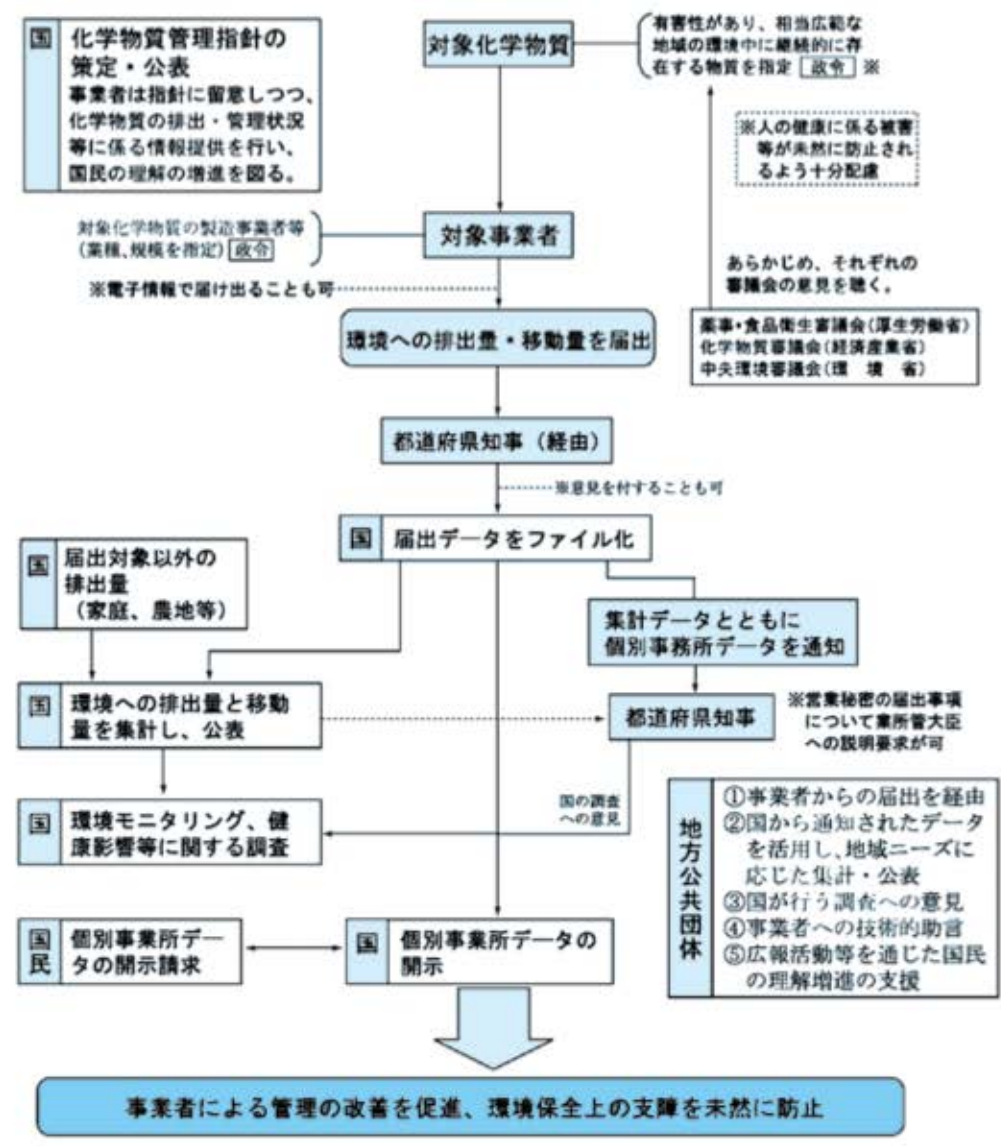 国
化学物質管理指針の
策定・公表
事業者は指針に留意しつつ、
化学物質の排出・管理状況
等に係る情報提供を行い、
国民の理解の増進を図る。
対象化学物質
有害性があり、相当広範な
地域の環境中に継続的に存
在する物質を指定 政令 ※
※人の健康に係る被害
等が未然に防止され
るよう十分配慮
対象化学物質の製造事業者等
(業種、規模を指定) 政令
対象事業者
※電子情報で届け出ることも可
あらかじめ、それぞれの
審議会の意見を聴く。
薬事・食品衛生審議会(厚生労働省)
化学物質審議会(経済産業省)
中央環境審議会(環 境 省)
環境への排出量・移動量を届出
都道府県知事(経由)
※意見を付することも可
国 届出データをファイル化
国
届出対象以外の
排出量
(家庭、農地等)
集計データとともに
個別事務所データを通知
国
環境への排出量と移動
量を集計し、公表
都道府県知事
※営業秘密の届出事項
について業所管大臣
への説明要求が可
国の調査
への意見
国
環境モニタリング、健
康影響等に関する調査
地方公共団体
①事業者からの届出を経由
②国から通知されたデータ
を活用し、地域ニーズに
応じた集計・公表
③国が行う調査への意見
④事業者への技術的助言
⑤広報活動等を通じた国民
の理解増進の支援
国民
個別事業所デー
タの開示請求
国
個別事業所データの
開示
事業者による管理の改善を促進、環境保全上の支障を未然に防止